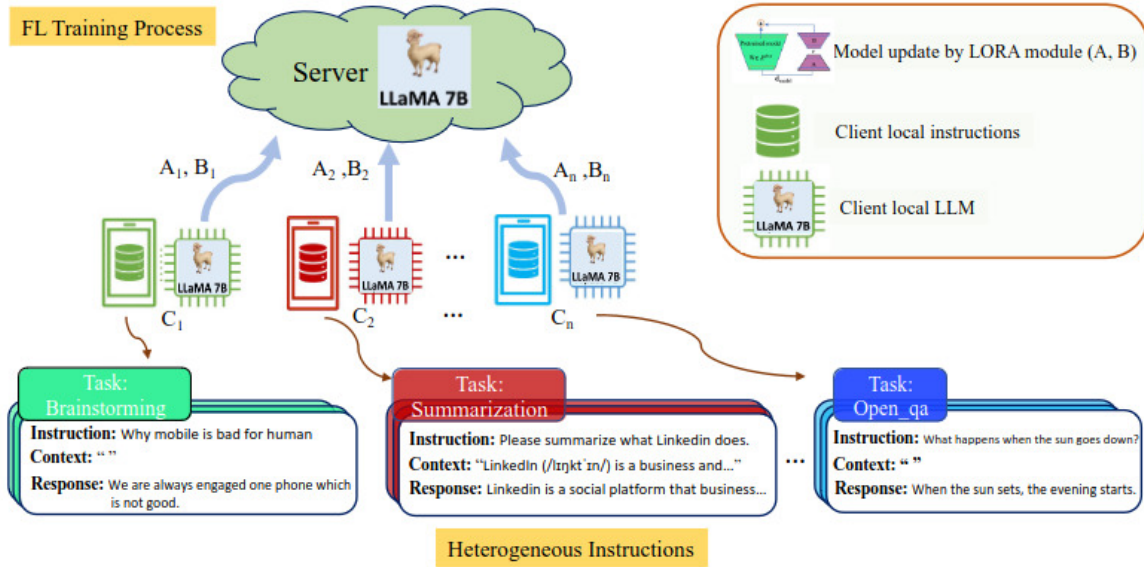 FL Training Process
Server
LLaMA 7B
Model update by LORA module (A, B)
Client local instructions
LLaMA 7B
Client local LLM
A1, B1
A2 ,B2
An ,Bn
LLaMA 7B
LLaMA 7B
...
LLaMA 7B
C1
C2
...
Cn
Task:
Brainstorming
Instruction: Why mobile is bad for human
Context: “ ”
Response: We are always engaged one phone which
is not good.
Task:
Summarization
Instruction: Please summarize what Linkedin does.
Context: “LinkedIn (/lɪŋktˈɪn/) is a business and...”
Response: Linkedin is a social platform that business...
...
Task:
Open_qa
Instruction: What happens when the sun goes down?
Context: “ ”
Response: When the sun sets, the evening starts.
Heterogeneous Instructions